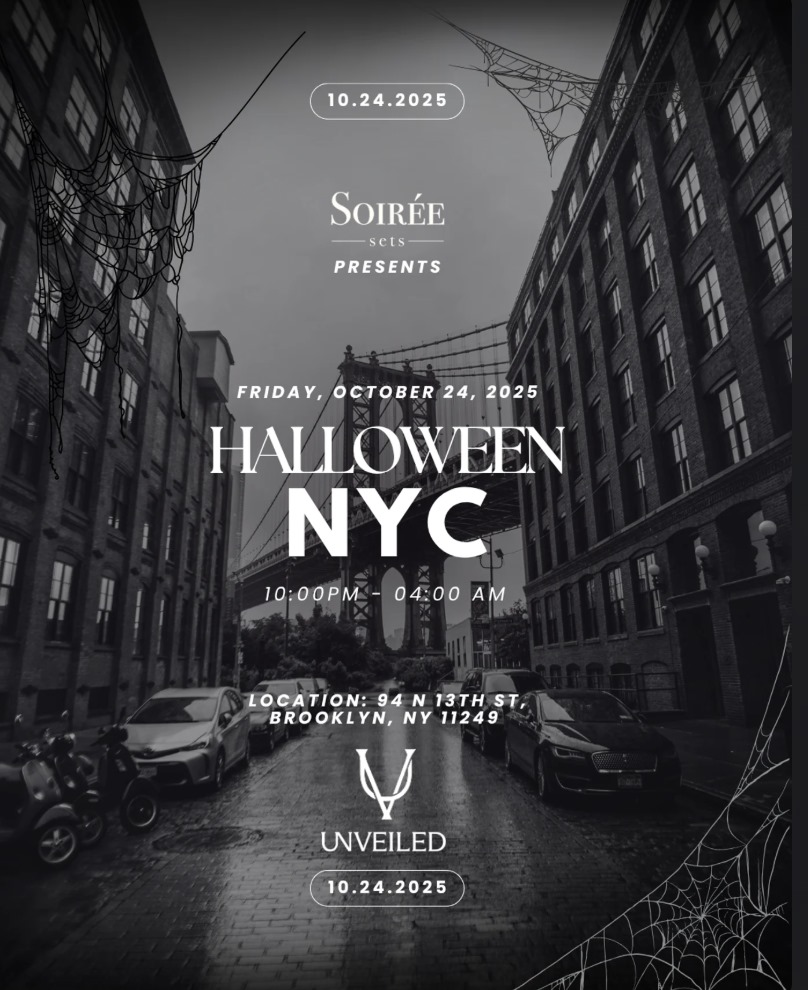 10.24.2025
SOIRÉE
sets
PRESENTS
FRIDAY, OCTOBER 24, 2025
HALLOWEEN
NYC
10:00PM - 04:00 AM
LOCATION: 94 N 13TH ST,
BROOKLYN, NY 11249
UNVEILED
10.24.2025